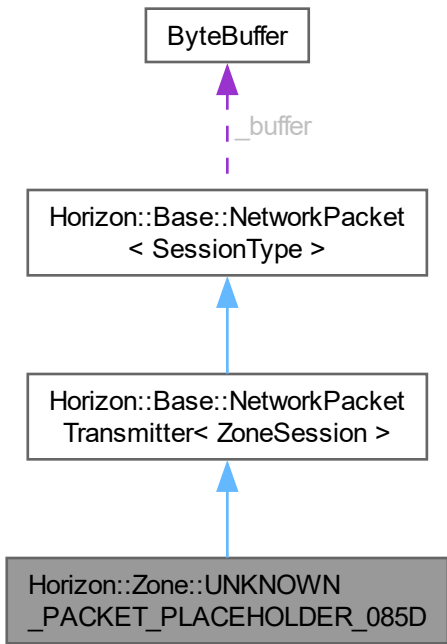 ByteBuffer
_buffer
Horizon::Base::NetworkPacket
< SessionType >
Horizon::Base::NetworkPacket
Transmitter< ZoneSession >
Horizon::Zone::UNKNOWN
_PACKET_PLACEHOLDER_085D